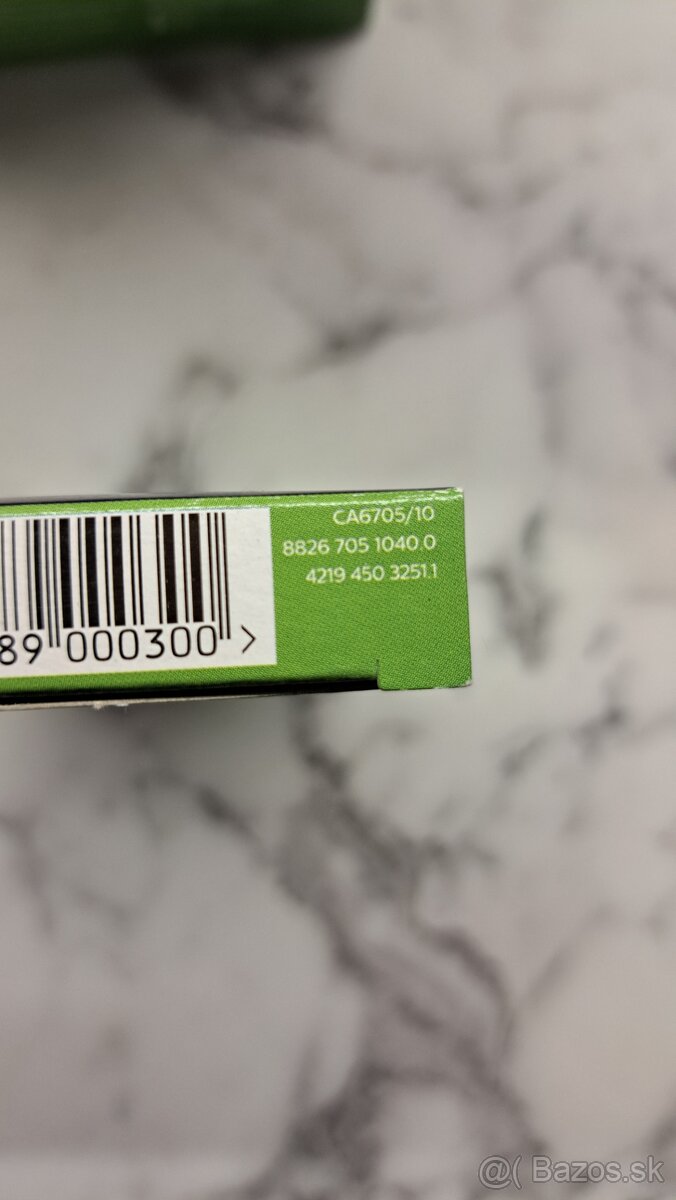 CA6705/10
8826 705 1040.0
4219 450 3251.1
89 000300 >
@( Bazos.sk